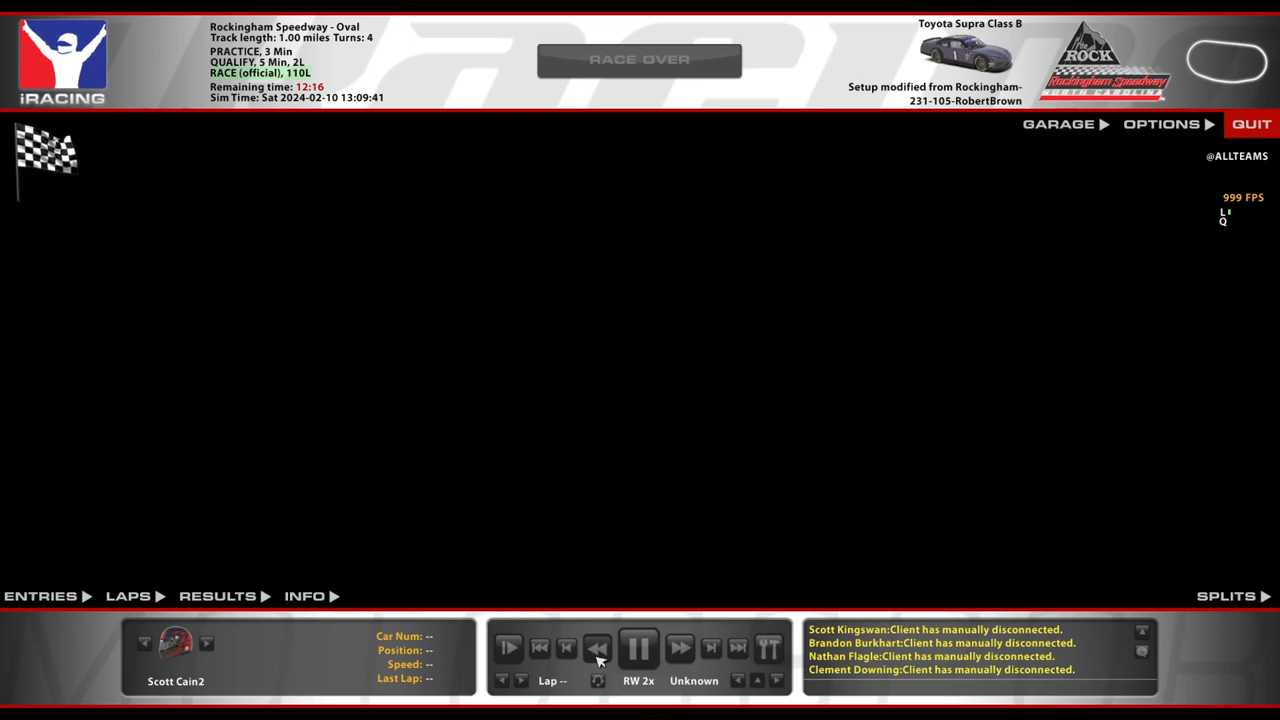 Rockingham Speedway - Oval
Track length: 1.00 miles Turns: 4
PRACTICE, 3 Min
QUALIFY, 5 Min, 2L
RACE (official), 110L
Remaining time: 12:16
Sim Time: Sat 2024-02-10 13:09:41
iRACING
RACE OVER
Toyota Supra Class B
Setup modified from Rockingham-
231-105-RobertBrown
the
ROCK
Rockingham Speedway
NORTH CAROLINA
GARAGE
OPTIONS
QUIT
@ALLTEAMS
999 FPS
L
Q
ENTRIES
LAPS
RESULTS
INFO
SPLITS
Scott Cain2
Car Num: --
Position: --
Speed: --
Last Lap: --
Lap --
RW 2x
Unknown
Scott Kingswan:Client has manually disconnected.
Brandon Burkhart:Client has manually disconnected.
Nathan Flagle:Client has manually disconnected.
Clement Downing:Client has manually disconnected.